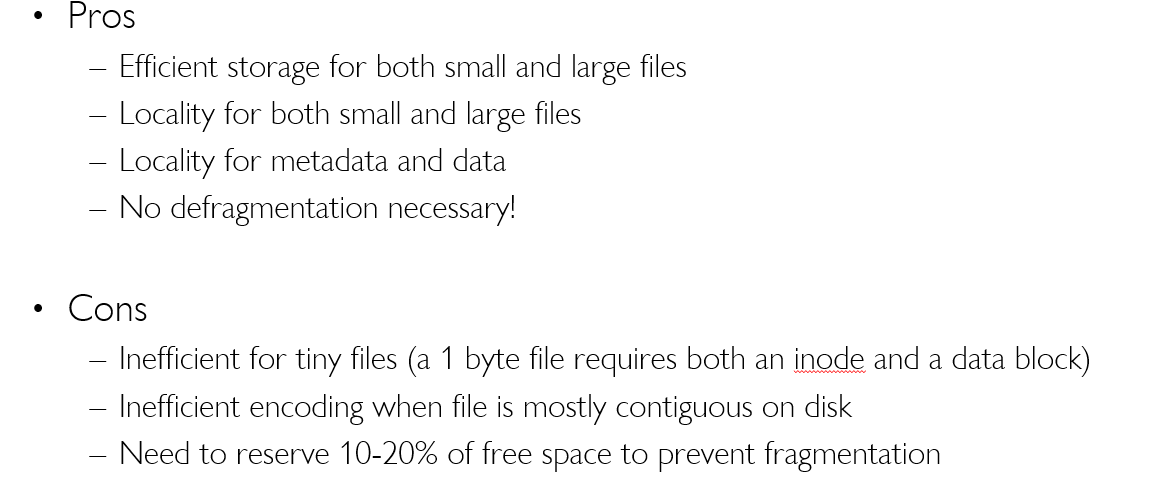 • Pros
– Efficient storage for both small and large files
– Locality for both small and large files
– Locality for metadata and data
– No defragmentation necessary!
• Cons
– Inefficient for tiny files (a 1 byte file requires both an inode and a data block)
– Inefficient encoding when file is mostly contiguous on disk
– Need to reserve 10-20% of free space to prevent fragmentation